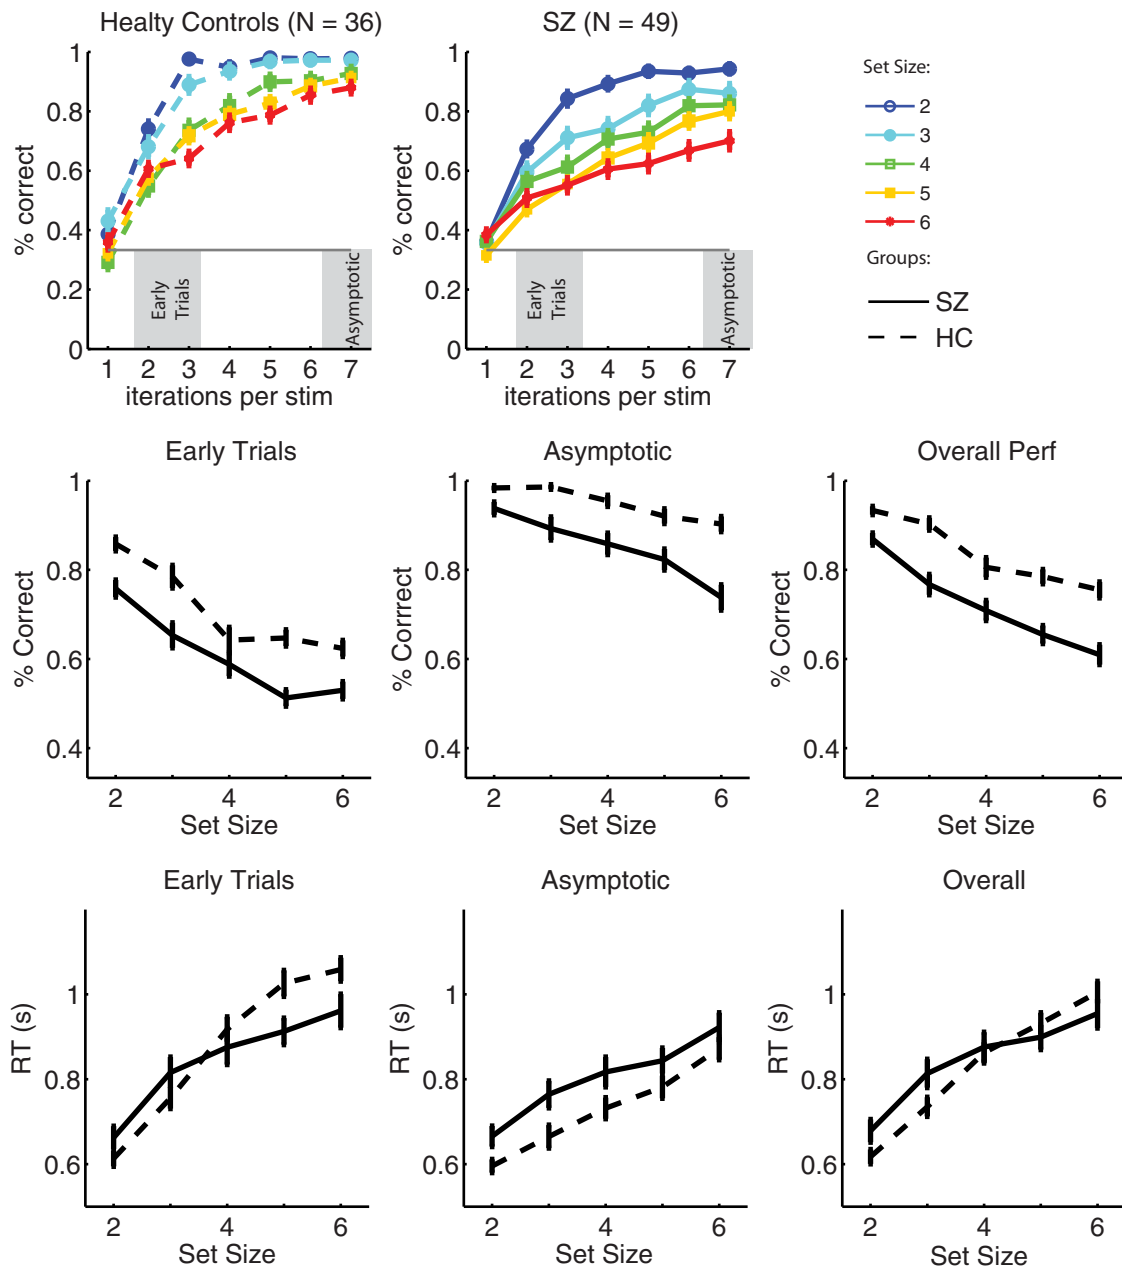 Healty Controls (N = 36)
SZ (N = 49)
% correct
1
0.8
0.6
0.4
0.2
0
Early
Trials
Asymptotic
1 2 3 4 5 6 7
iterations per stim
% correct
1
0.8
0.6
0.4
0.2
0
Early
Trials
Asymptotic
1 2 3 4 5 6 7
iterations per stim
Set Size:
2
3
4
5
6
Groups:
SZ
HC
Early Trials
% Correct
1
0.8
0.6
0.4
2 4 6
Set Size
Asymptotic
% Corrrect
1
0.8
0.6
0.4
2 4 6
Set Size
Overall Perf
% Correct
1
0.8
0.6
0.4
2 4 6
Set Size
Early Trials
RT (s)
1
0.8
0.6
2 4 6
Set Size
Asymptotic
RT (s)
1
0.8
0.6
2 4 6
Set Size
Overall
RT (s)
1
0.8
0.6
2 4 6
Set Size